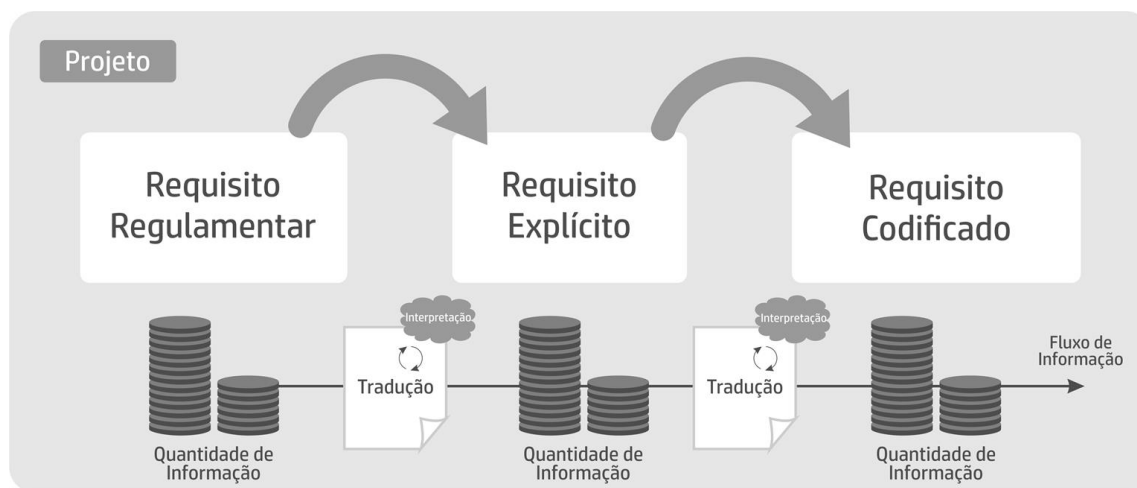 Projeto
Requisito
Regulamentar
Requisito
Explícito
Requisito
Codificado
Interpretação
Tradução
Interpretação
Tradução
Fluxo de
Informação
Quantidade de
Informação
Quantidade de
Informação
Quantidade de
Informação